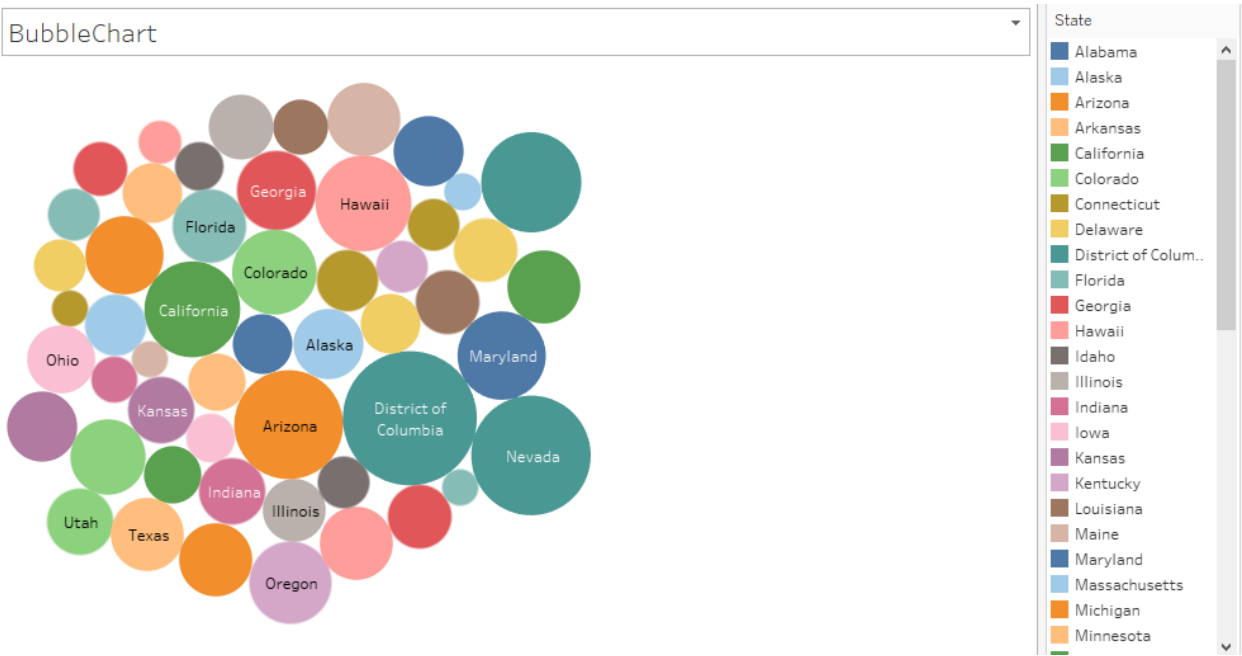 BubbleChart
Georgia
Hawaii
Florida
Colorado
California
Alaska
Maryland
Ohio
Kansas
Arizona
District of
Columbia
Nevada
Indiana
Illinois
Utah
Texas
Oregon
State
Alabama
Alaska
Arizona
Arkansas
California
Colorado
Connecticut
Delaware
District of Colum..
Florida
Georgia
Hawaii
Idaho
Illinois
Indiana
Iowa
Kansas
Kentucky
Louisiana
Maine
Maryland
Massachusetts
Michigan
Minnesota